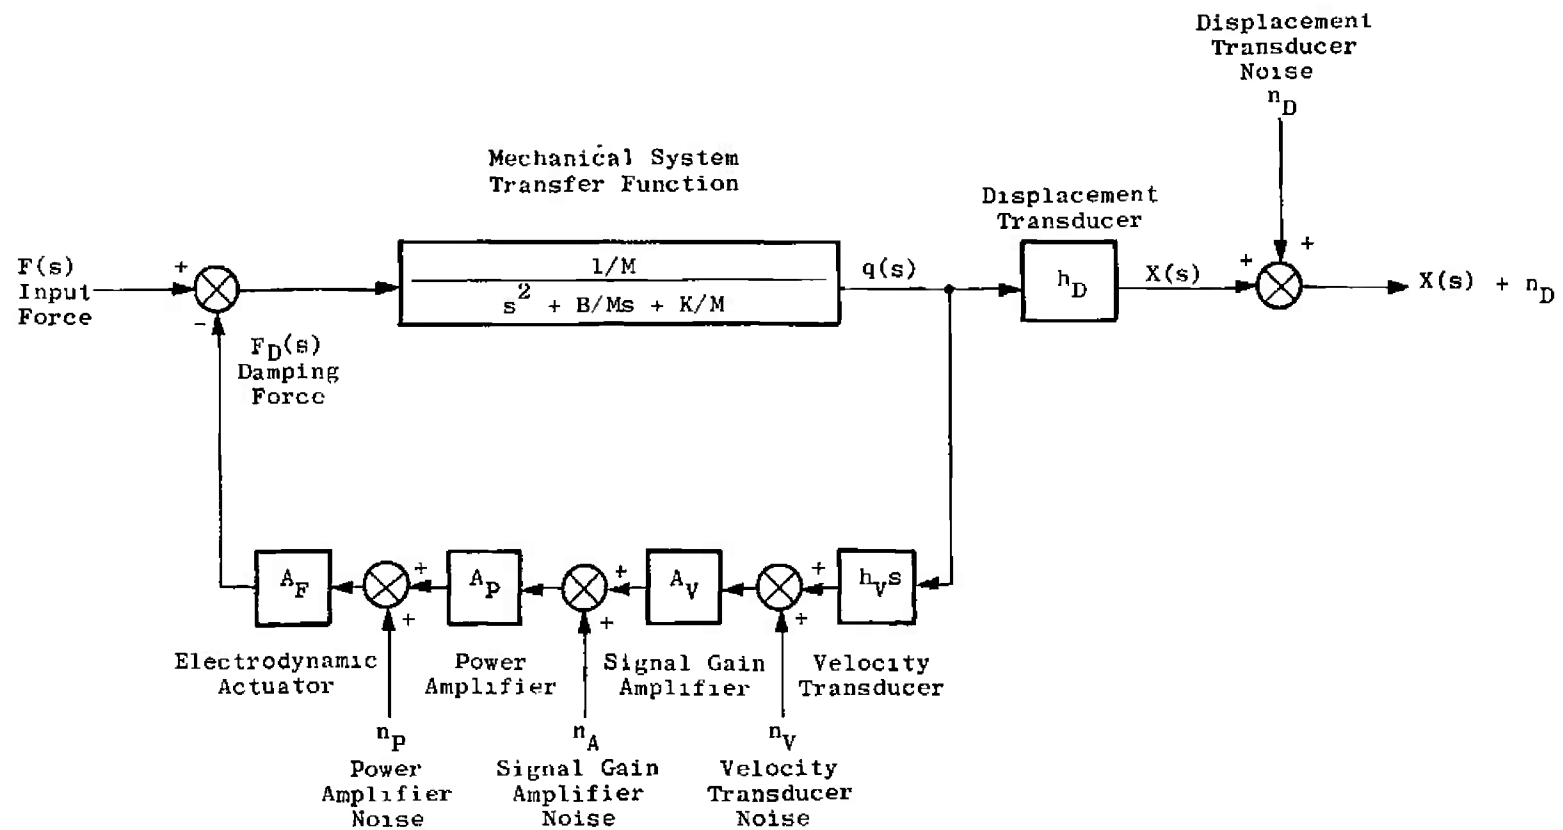 Displacement
Transducer
Noise
n_D
Mechanical System
Transfer Function
Displacement
Transducer
F(s)
Input
Force
+
-
1/M
s^2 + B/Ms + K/M
q(s)
h_D
X(s)
+
+
X(s) + n_D
F_D(s)
Damping
Force
A_F
+
+
A_P
+
+
A_V
+
+
h_V s
Electrodynamic
Actuator
Power
Amplifier
Signal Gain
Amplifier
Velocity
Transducer
n_P
Power
Amplifier
Noise
n_A
Signal Gain
Amplifier
Noise
n_V
Velocity
Transducer
Noise